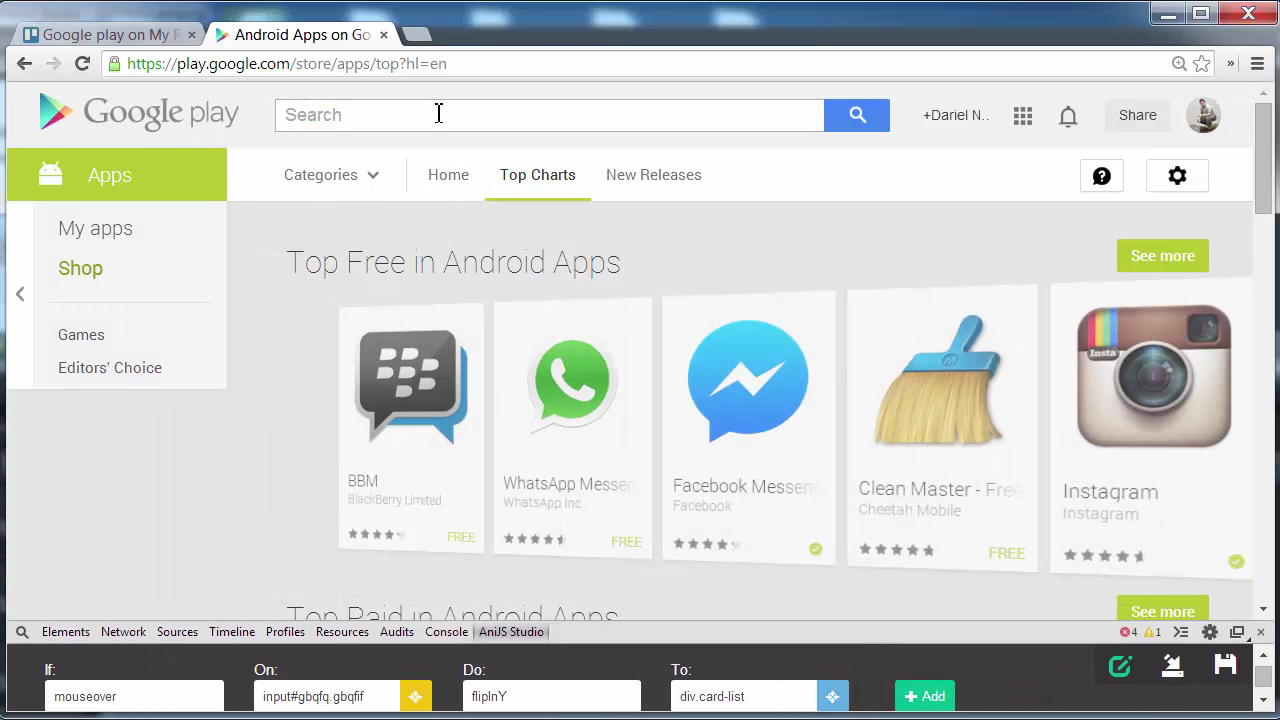 Google play on My P
Android Apps on Go
https://play.google.com/store/apps/top?hl=en
Google play
Search
+Dariel N..
Share
Apps
Categories
Home
Top Charts
New Releases
My apps
Shop
Games
Editors' Choice
Top Free in Android Apps
See more
BBM
BlackBerry Limited
FREE
WhatsApp Messen
WhatsApp Inc.
FREE
Facebook Messen
Facebook
Clean Master - Free
Cheetah Mobile
FREE
Insta
Instagram
Instagram
Top Paid in Android Apps
See more
Elements Network Sources Timeline Profiles Resources Audits Console AniJS Studio
4 1
If:
mouseover
On:
input#gbqfq.gbqfif
Do:
flipInY
To:
div.card-list
+ Add